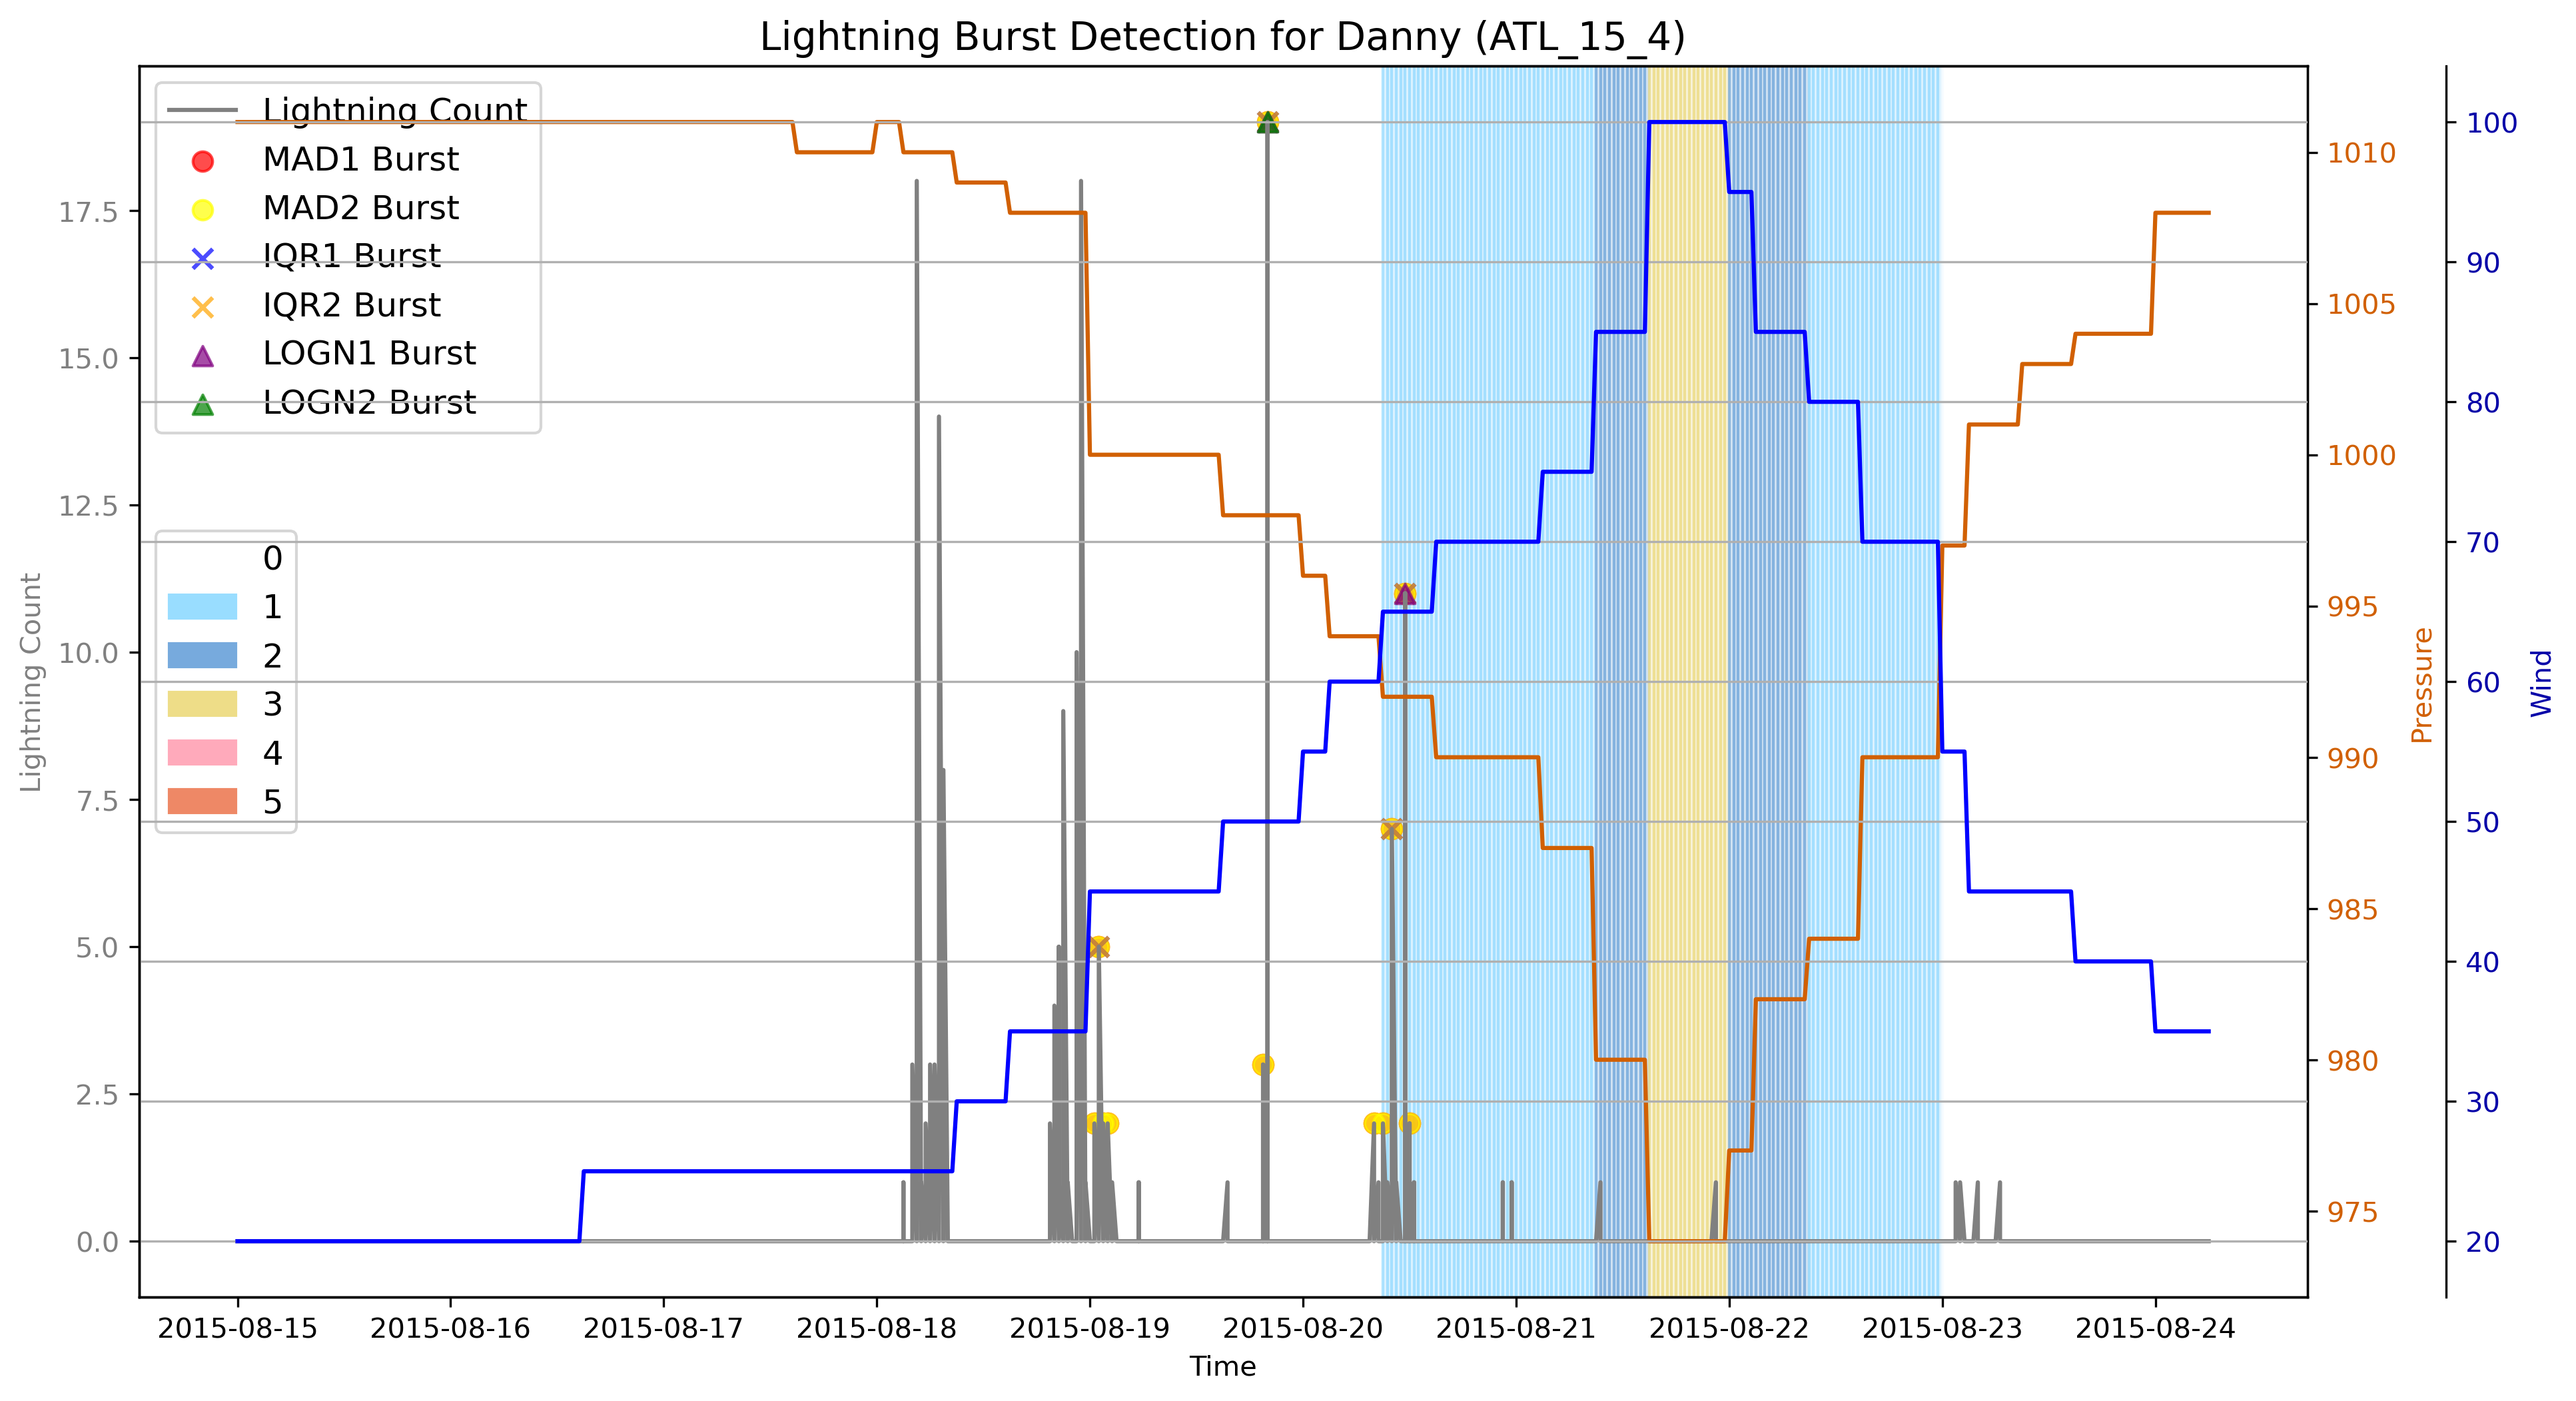 Lightning Burst Detection for Danny (ATL_15_4)
Lightning Count
MAD1 Burst
MAD2 Burst
IQR1 Burst
IQR2 Burst
LOGN1 Burst
LOGN2 Burst
0
1
2
3
4
5
Lightning Count
17.5
15.0
12.5
10.0
7.5
5.0
2.5
0.0
1010
1005
1000
995
990
985
980
975
Pressure
100
90
80
70
60
50
40
30
20
Wind
2015-08-15 2015-08-16 2015-08-17 2015-08-18 2015-08-19 2015-08-20 2015-08-21 2015-08-22 2015-08-23 2015-08-24
Time